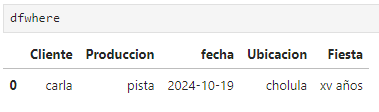 dfwhere
Cliente Produccion fecha Ubicacion Fiesta
0 carla pista 2024-10-19 cholula xv años